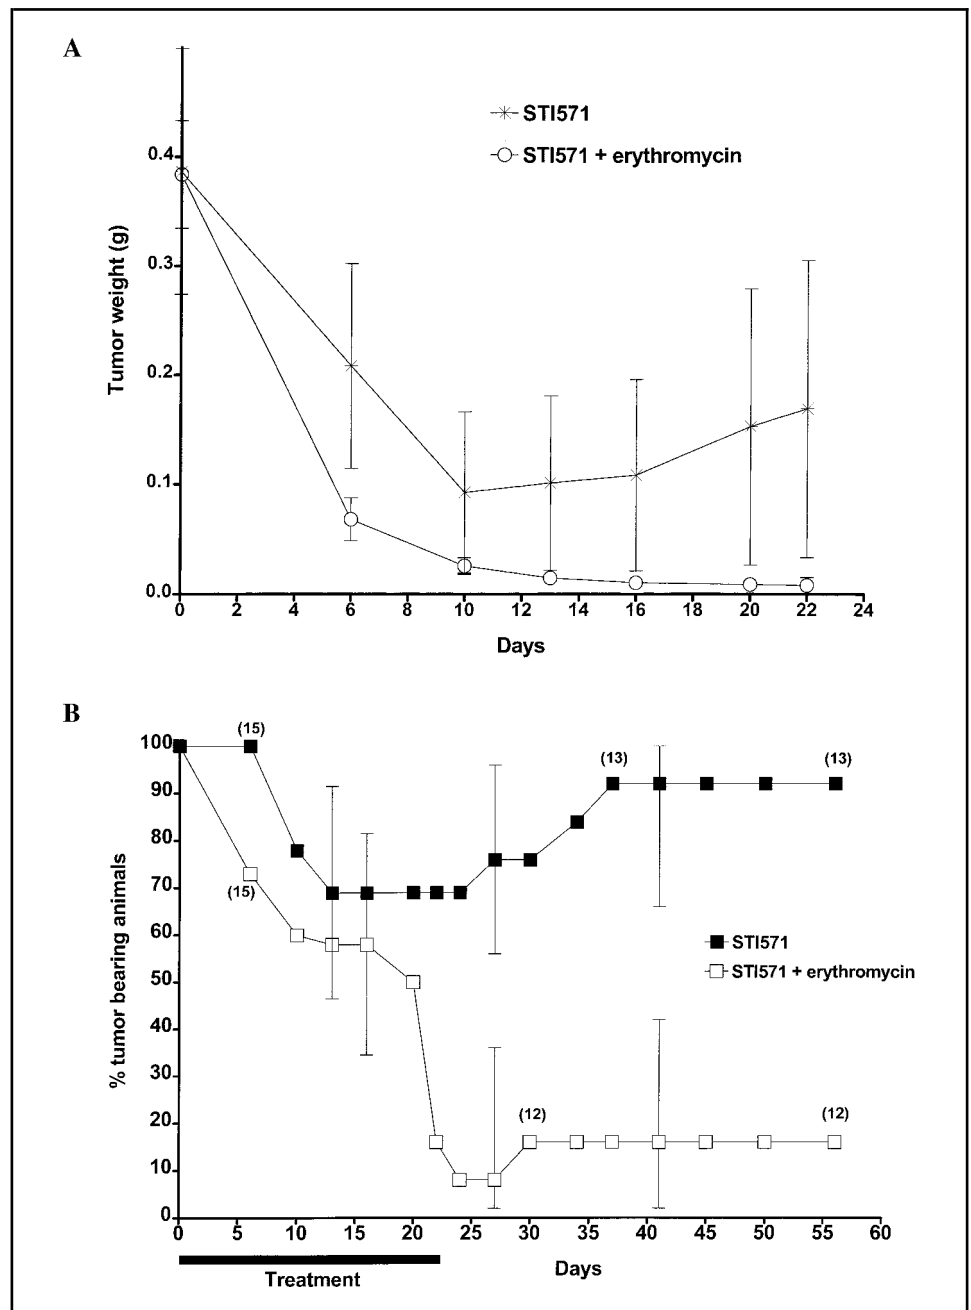 A
STI571
STI571 + erythromycin
Tumor weight (g)
0.4
0.3
0.2
0.1
0.0
0 2 4 6 8 10 12 14 16 18 20 22 24
Days
B
% tumor bearing animals
100
90
80
70
60
50
40
30
20
10
0
(15)
(15)
(13)
(13)
STI571
STI571 + erythromycin
(12)
(12)
0 5 10 15 20 25 30 35 40 45 50 55 60
Treatment
Days